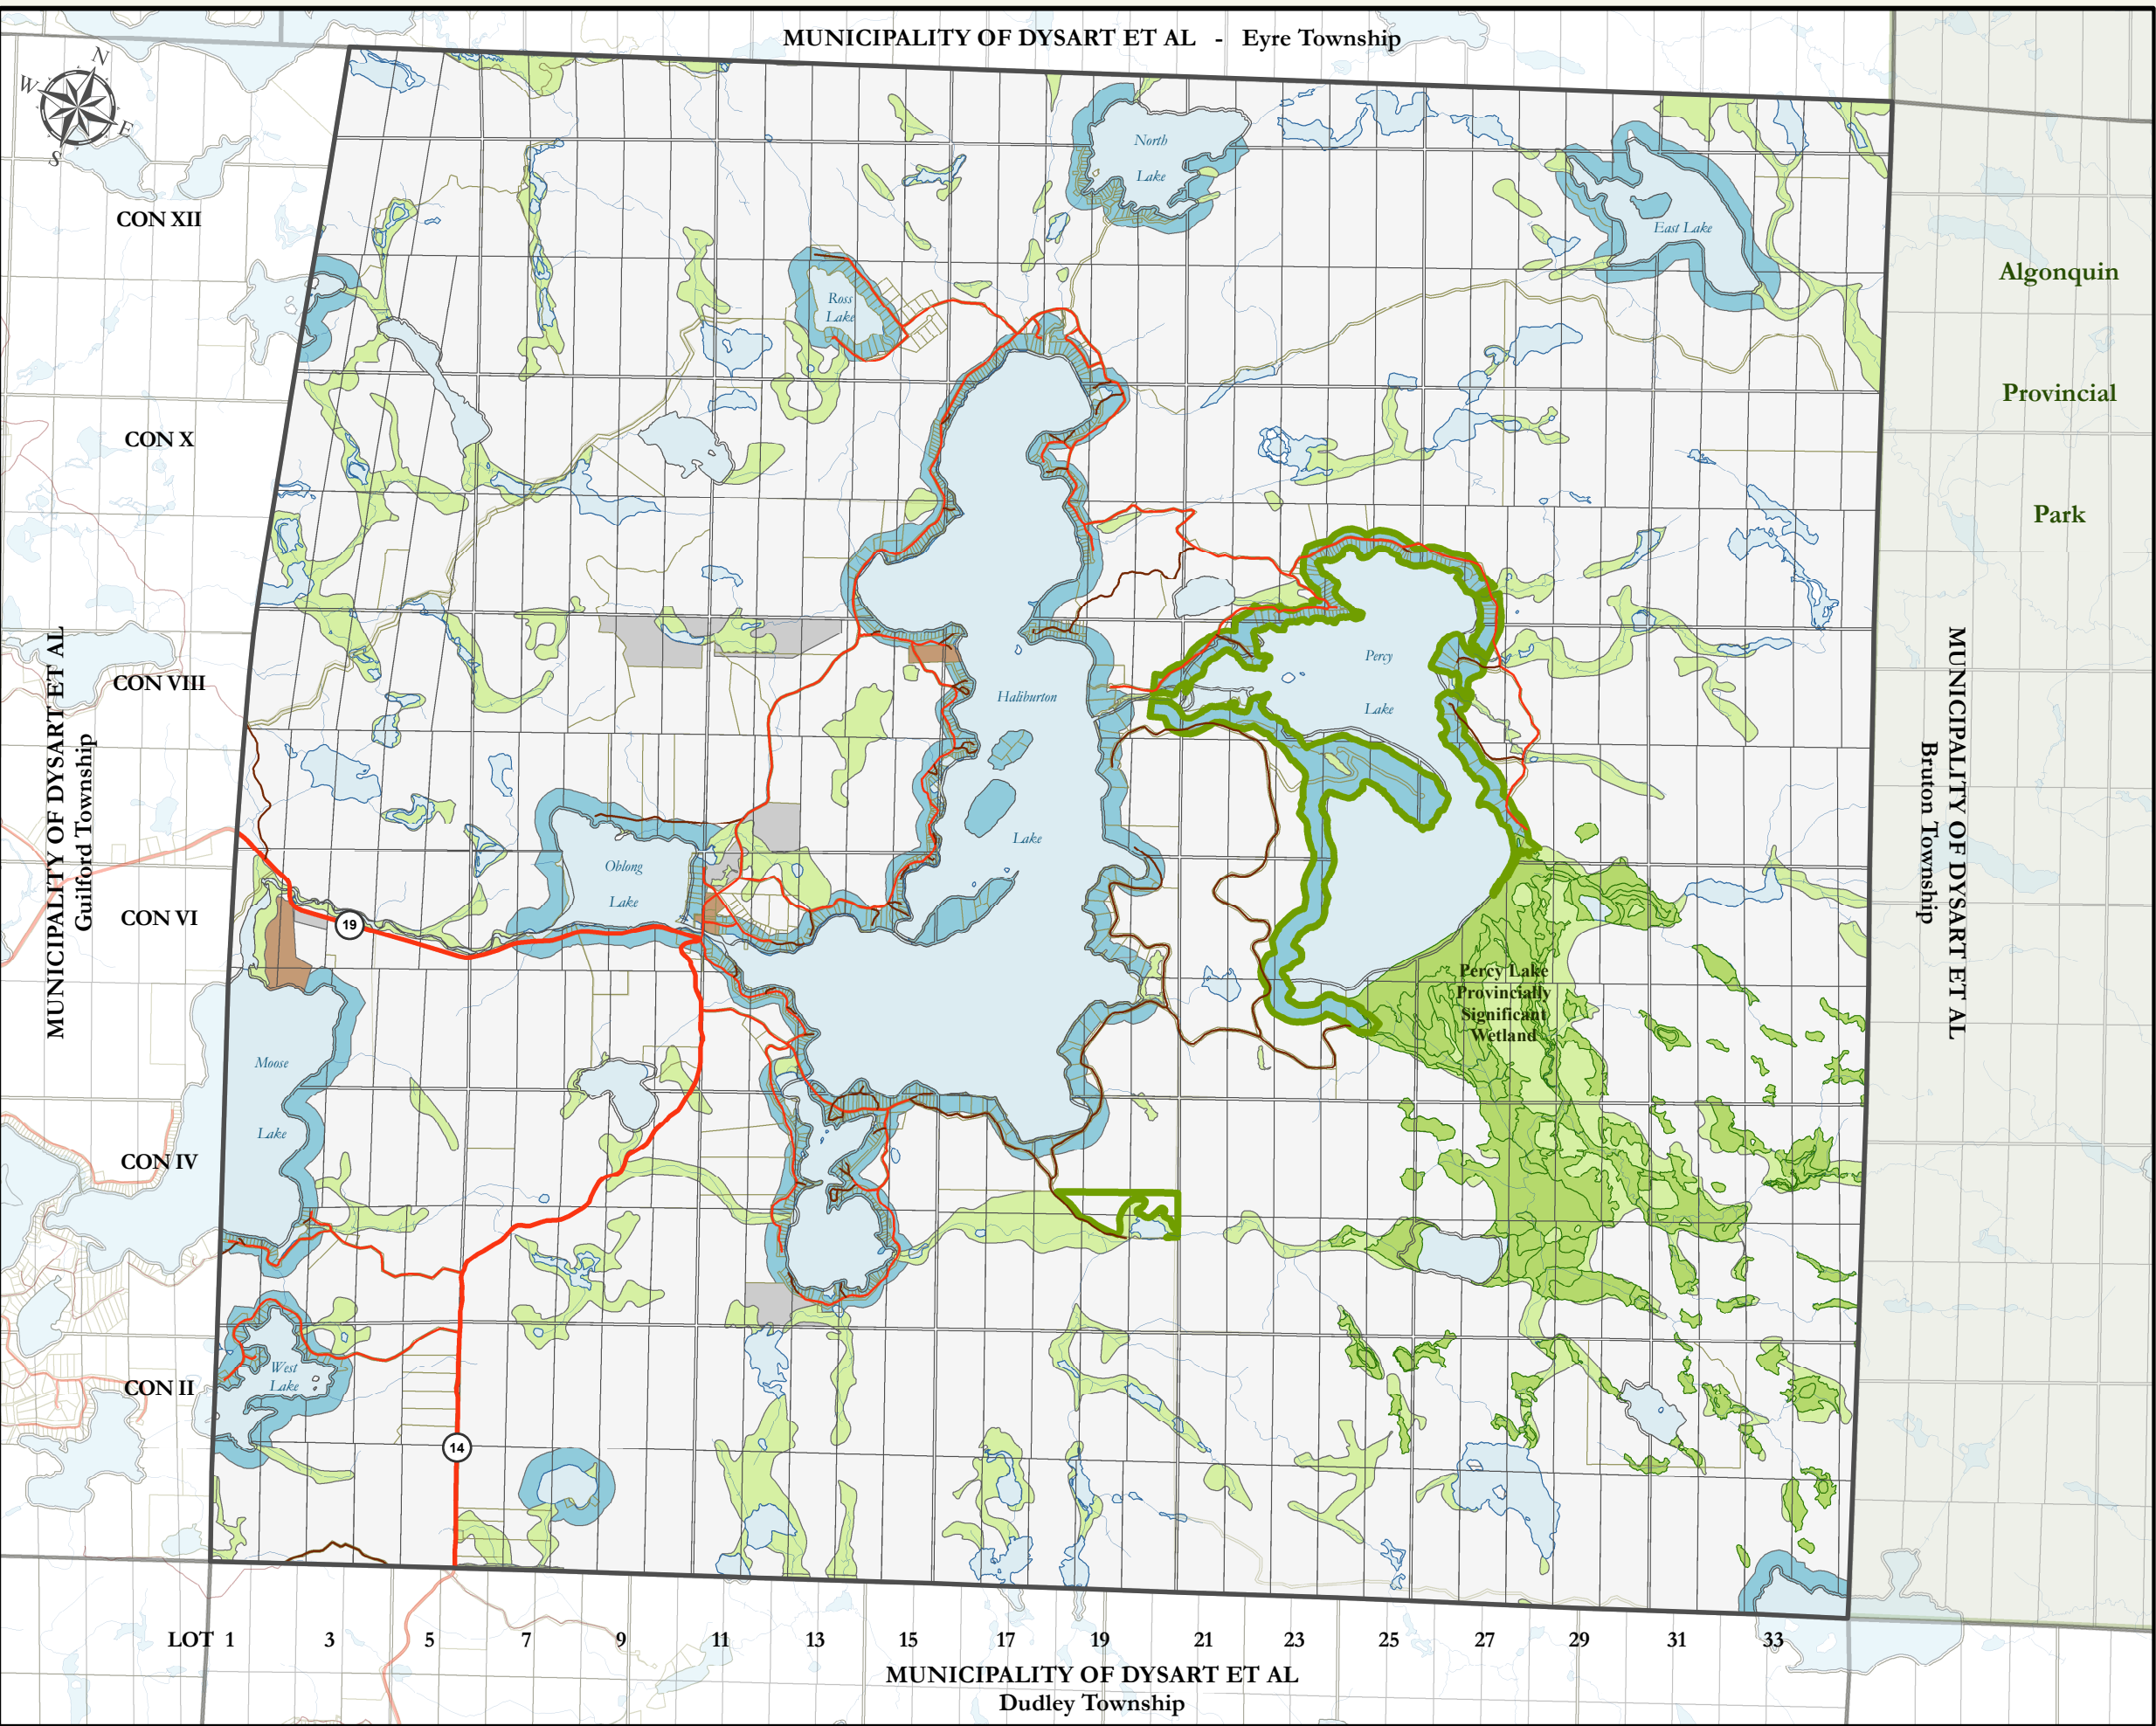 MUNICIPALITY OF DYSART ET AL - Eyre Township
N
W
E
S
North
Lake
CON XII
East Lake
Algonquin
Ross
Lake
Provincial
CON X
Park
Percy
CON VIII
Haliburton
Lake
MUNICIPALITY OF DYSART ET AL
Guilford Township
MUNICIPALITY OF DYSART ET AL
Bruton Township
Lake
Oblong
Lake
CON VI
19
Percy Lake
Provincially
Significant
Wetland
Moose
Lake
CON IV
West
Lake
CON II
14
LOT 1 3 5 7 9 11 13 15 17 19 21 23 25 27 29 31 33
MUNICIPALITY OF DYSART ET AL
Dudley Township